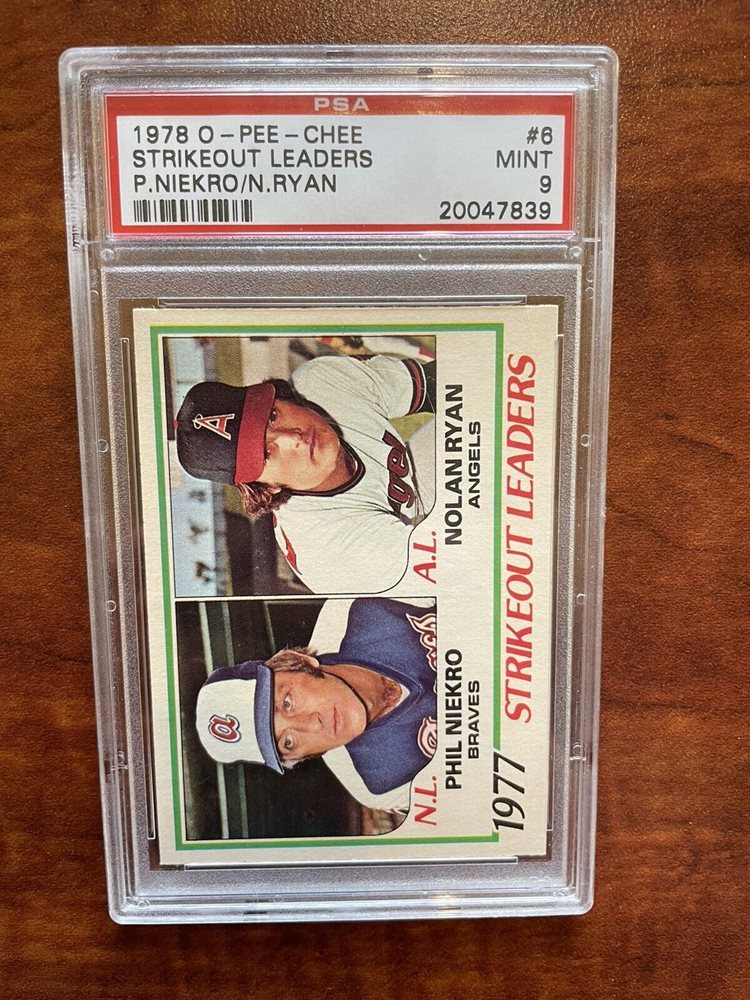 PSA
1978 O-PEE-CHEE #6
STRIKEOUT LEADERS MINT
P.NIEKRO/N.RYAN 9
20047839
A
gel
a
N.L. A.L.
PHIL NIEKRO NOLAN RYAN
BRAVES ANGELS
1977 STRIKEOUT LEADERS